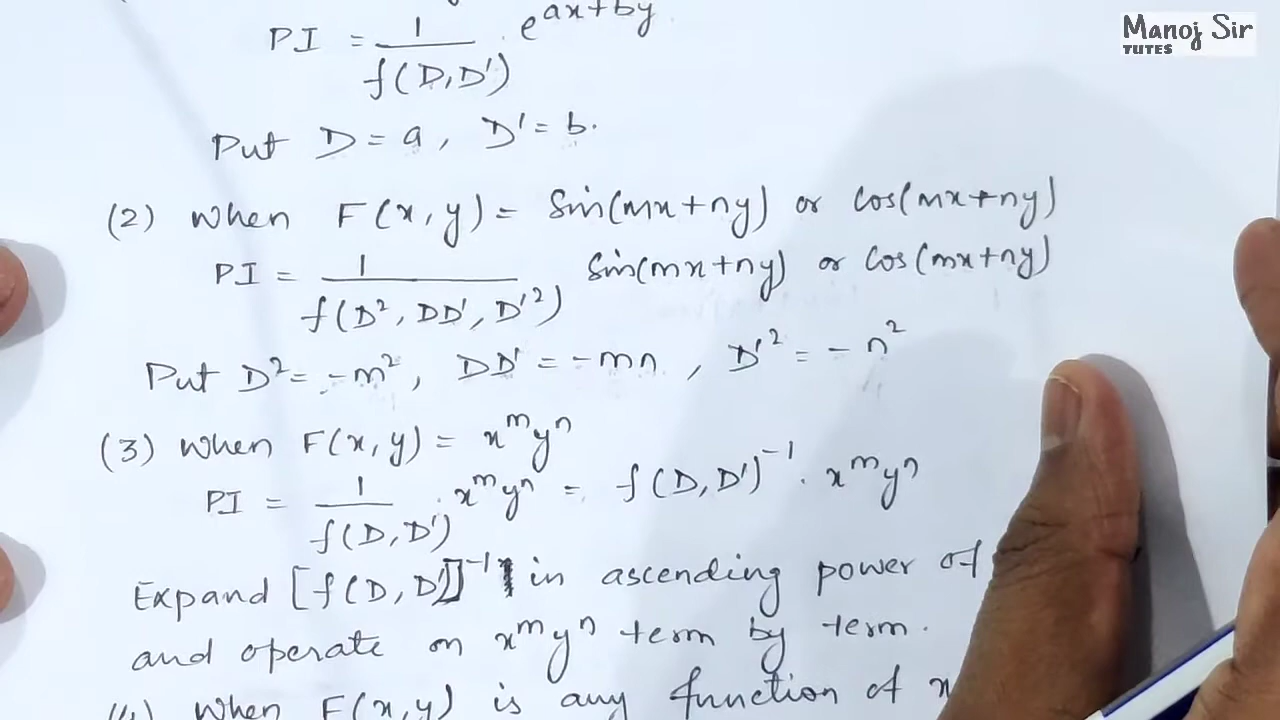 Manoj Sir
TUTES
PI = 1/f(D,D') . e^(ax+by)
Put D = a, D' = b.
(2) When F(x,y) = Sin(mx+ny) or Cos(mx+ny)
PI = 1/f(D², DD', D'²) Sin(mx+ny) or Cos(mx+ny)
Put D² = -m², DD' = -mn, D'² = -n²
(3) When F(x,y) = x^m y^n
PI = 1/f(D,D') . x^m y^n = f(D,D')^-1 . x^m y^n
Expand [f(D,D')]^-1 in ascending power of
and operate on x^m y^n term by term.
(4) When F(x,y) is any function of x